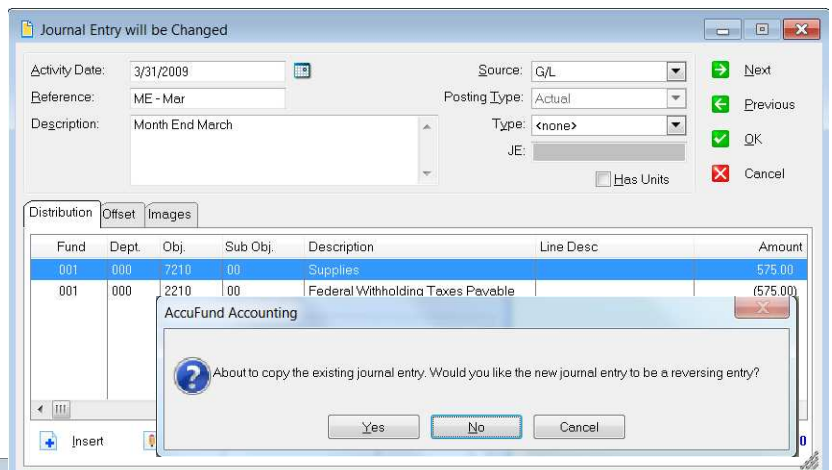 Journal Entry will be Changed
Activity Date: 3/31/2009 Source: G/L Next
Reference: ME - Mar Posting Type: Actual Previous
Description: Month End March Type: <none> OK
JE:
Has Units Cancel
Distribution Offset Images
Fund Dept. Obj. Sub Obj. Description Line Desc Amount
001 000 7210 00 Supplies 575.00
001 000 2210 00 Federal Withholding Taxes Payable (575.00)
AccuFund Accounting
About to copy the existing journal entry. Would you like the new journal entry to be a reversing entry?
Yes No Cancel
Insert 0